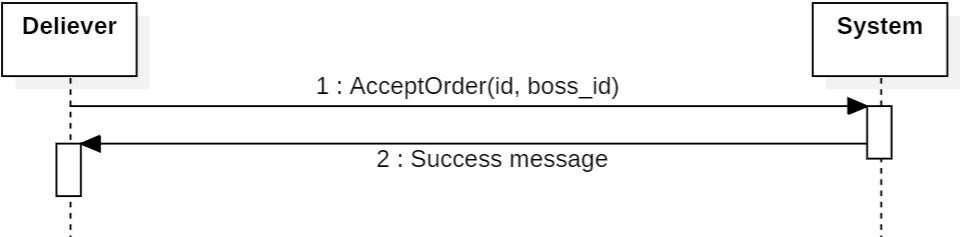 Deliever
System
1 : AcceptOrder(id, boss_id)
2 : Success message